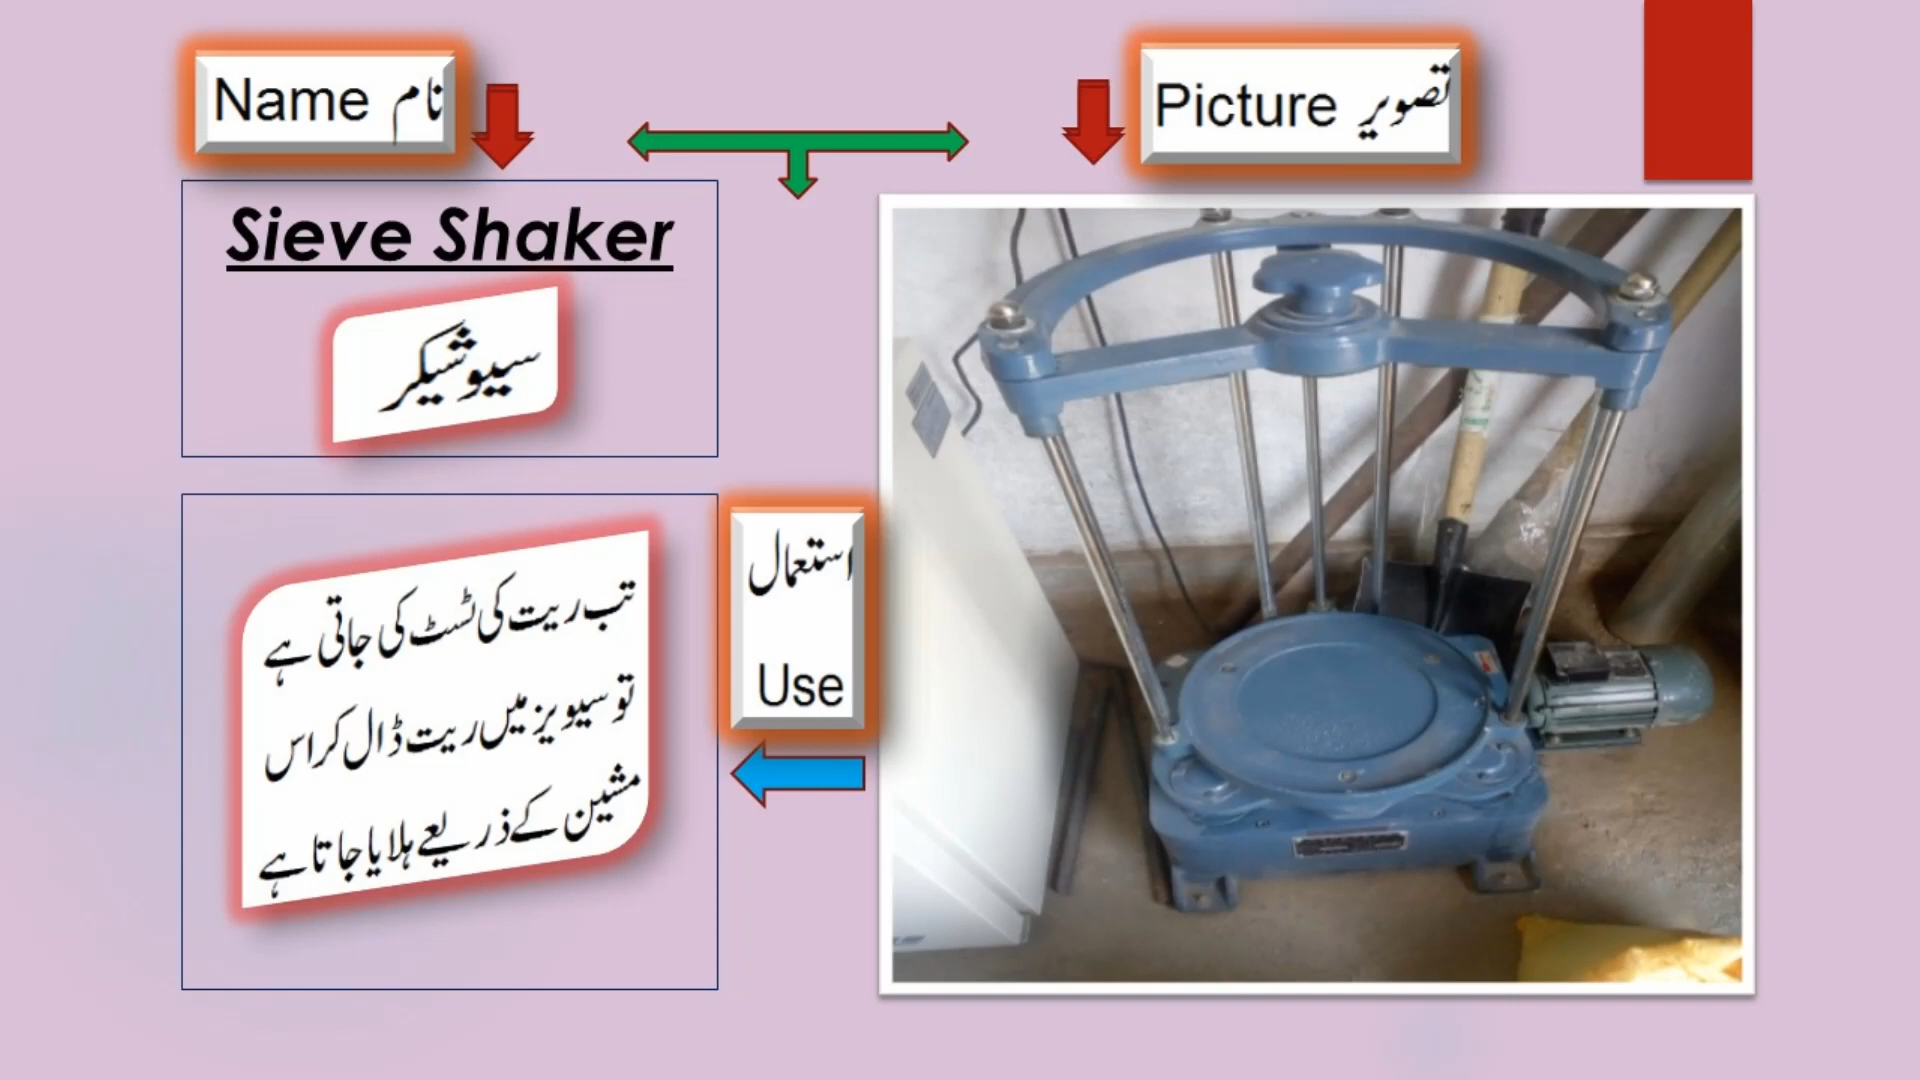 Name نام
Picture تصویر
Sieve Shaker
سیوشیکر
استعمال
Use
تب ریت کی ٹسٹ کی جاتی ہے
تو سیویز میں ریت ڈال کر اس
مشین کے ذریعے ہلایا جاتا ہے